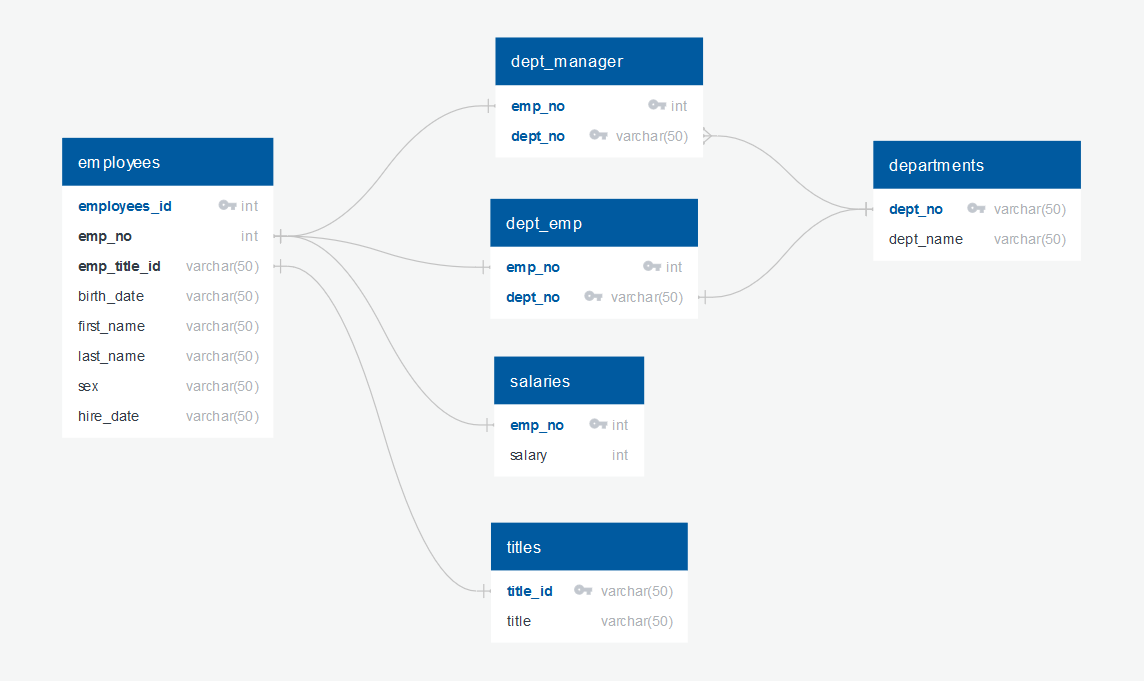 employees
employees_id int
emp_no int
emp_title_id varchar(50)
birth_date varchar(50)
first_name varchar(50)
last_name varchar(50)
sex varchar(50)
hire_date varchar(50)
dept_manager
emp_no int
dept_no varchar(50)
dept_emp
emp_no int
dept_no varchar(50)
salaries
emp_no int
salary int
titles
title_id varchar(50)
title varchar(50)
departments
dept_no varchar(50)
dept_name varchar(50)